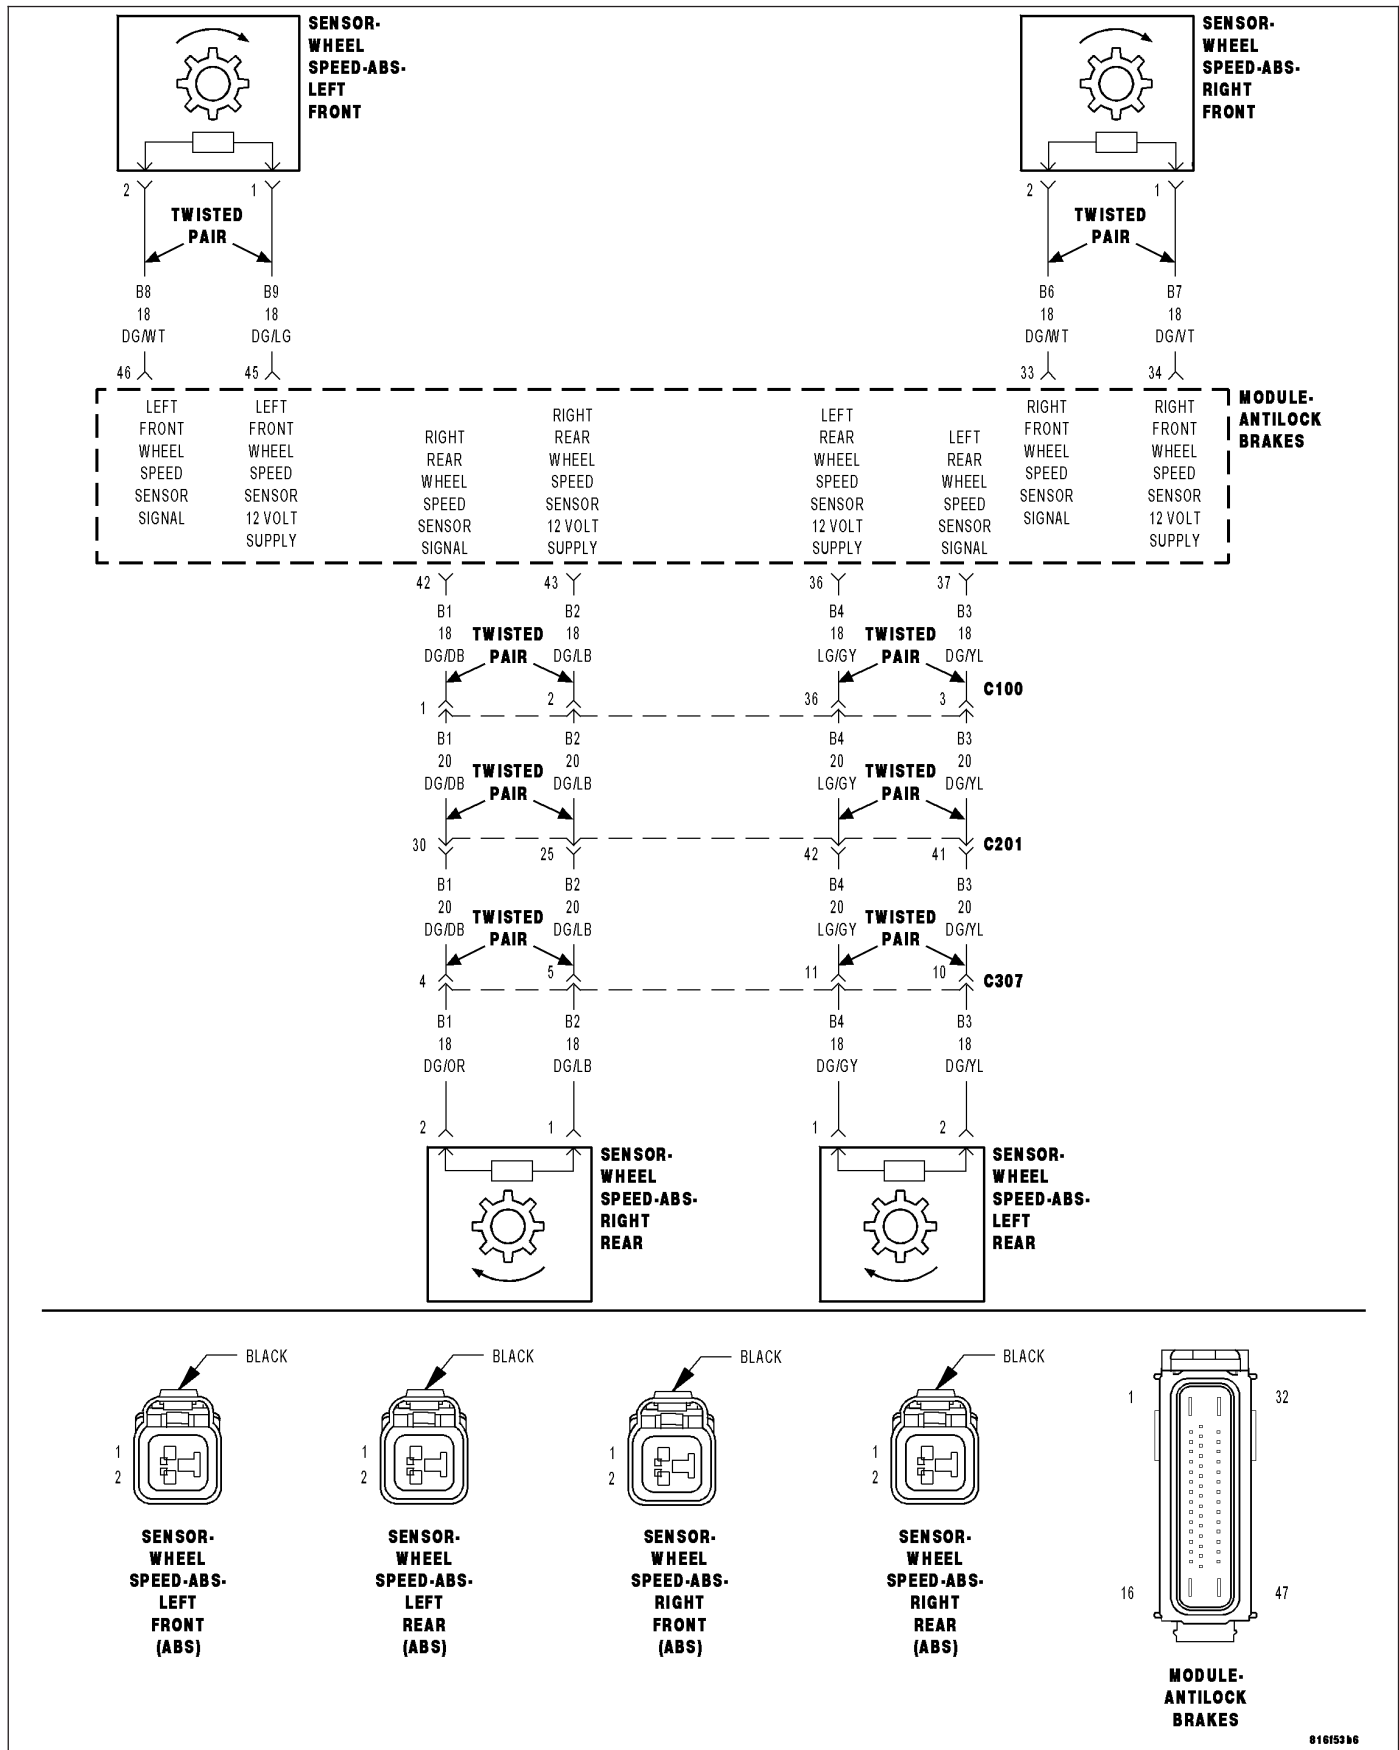 SENSOR-
WHEEL
SPEED-ABS-
LEFT
FRONT
SENSOR-
WHEEL
SPEED-ABS-
RIGHT
FRONT
2 1 2 1
TWISTED
PAIR
TWISTED
PAIR
B8 B9 B6 B7
18 18 18 18
DG/WT DG/LG DG/WT DG/VT
46 45 33 34
LEFT
FRONT
WHEEL
SPEED
SENSOR
SIGNAL
LEFT
FRONT
WHEEL
SPEED
SENSOR
12 VOLT
SUPPLY
RIGHT
REAR
WHEEL
SPEED
SENSOR
SIGNAL
RIGHT
REAR
WHEEL
SPEED
SENSOR
12 VOLT
SUPPLY
LEFT
REAR
WHEEL
SPEED
SENSOR
12 VOLT
SUPPLY
LEFT
REAR
WHEEL
SPEED
SENSOR
SIGNAL
RIGHT
FRONT
WHEEL
SPEED
SENSOR
SIGNAL
RIGHT
FRONT
WHEEL
SPEED
SENSOR
12 VOLT
SUPPLY
MODULE-
ANTILOCK
BRAKES
42 43 36 37
B1 B2 B4 B3
18 TWISTED 18 18 TWISTED 18
DG/DB PAIR DG/LB LG/GY PAIR DG/YL
1 2 36 3 C100
B1 B2 B4 B3
20 TWISTED 20 20 TWISTED 20
DG/DB PAIR DG/LB LG/GY PAIR DG/YL
30 25 42 41 C201
B1 B2 B4 B3
20 TWISTED 20 20 TWISTED 20
DG/DB PAIR DG/LB LG/GY PAIR DG/YL
4 5 11 10 C307
B1 B2 B4 B3
18 18 18 18
DG/OR DG/LB DG/GY DG/YL
2 1 1 2
SENSOR-
WHEEL
SPEED-ABS-
RIGHT
REAR
SENSOR-
WHEEL
SPEED-ABS-
LEFT
REAR
BLACK
1
2
SENSOR-
WHEEL
SPEED-ABS-
LEFT
FRONT
(ABS)
BLACK
1
2
SENSOR-
WHEEL
SPEED-ABS-
LEFT
REAR
(ABS)
BLACK
1
2
SENSOR-
WHEEL
SPEED-ABS-
RIGHT
FRONT
(ABS)
BLACK
1
2
SENSOR-
WHEEL
SPEED-ABS-
RIGHT
REAR
(ABS)
1 32
16 47
MODULE-
ANTILOCK
BRAKES
816f53b6